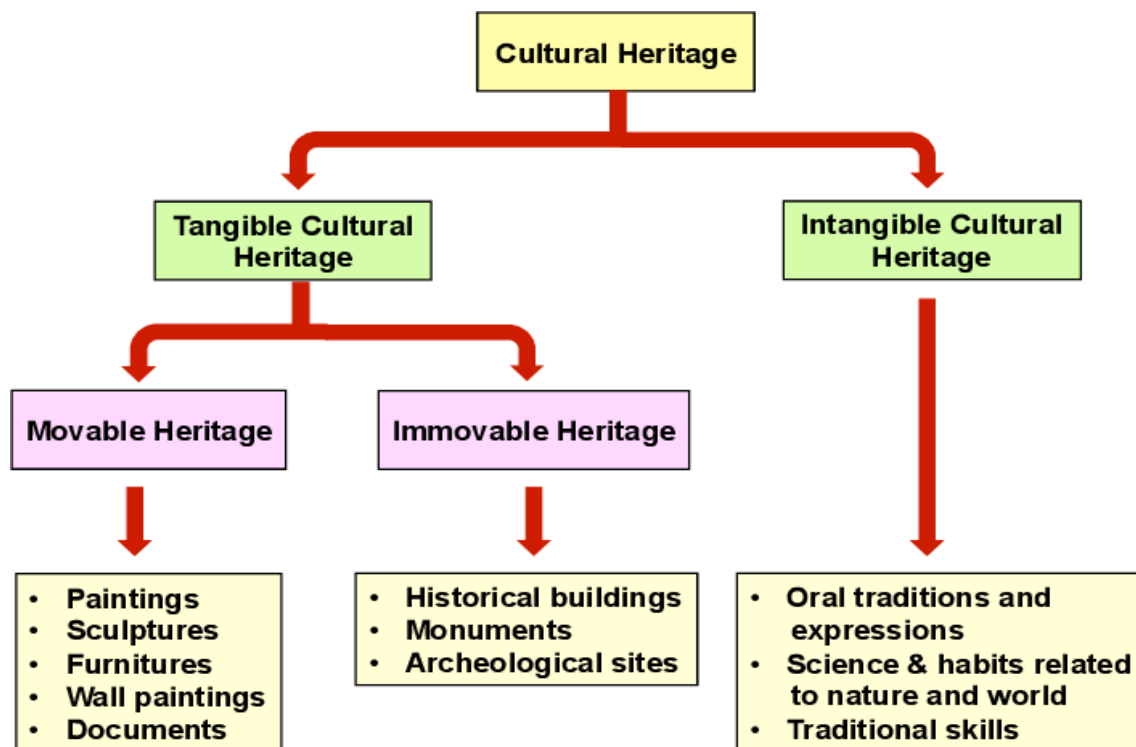 Cultural Heritage
Tangible Cultural
Heritage
Intangible Cultural
Heritage
Movable Heritage
Immovable Heritage
• Paintings
• Sculptures
• Furnitures
• Wall paintings
• Documents
• Historical buildings
• Monuments
• Archeological sites
• Oral traditions and
expressions
• Science & habits related
to nature and world
• Traditional skills